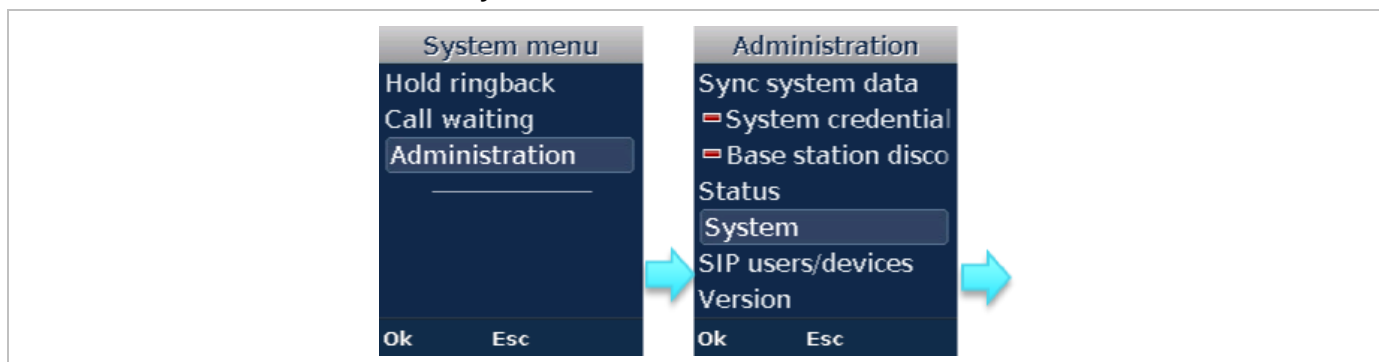 System menu
Hold ringback
Call waiting
Administration
Ok Esc
Administration
Sync system data
System credential
Base station disco
Status
System
SIP users/devices
Version
Ok Esc